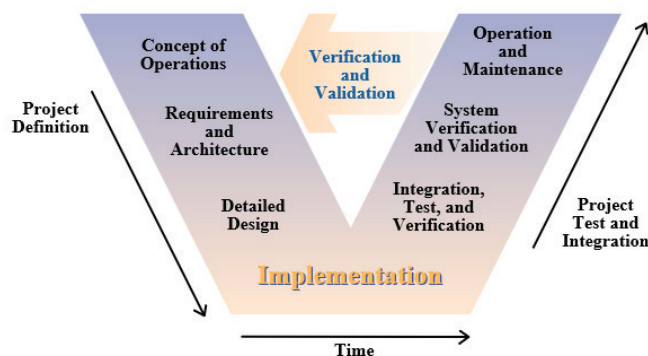 Concept of
Operations
Verification
and
Validation
Operation
and
Maintenance
Project
Definition
Requirements
and
Architecture
System
Verification
and Validation
Detailed
Design
Integration,
Test, and
Verification
Project
Test and
Integration
Implementation
Time